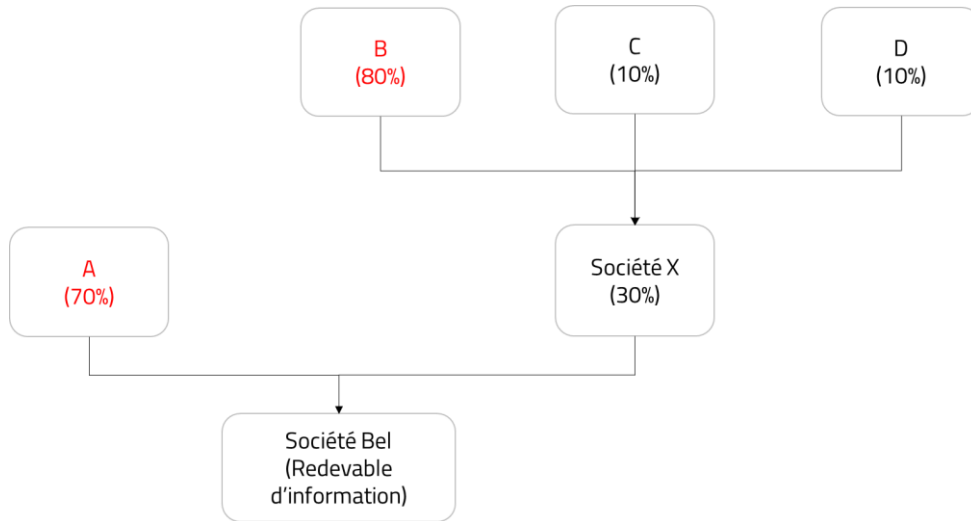 B
(80%)
C
(10%)
D
(10%)
A
(70%)
Société X
(30%)
Société Bel
(Redevable
d'information)